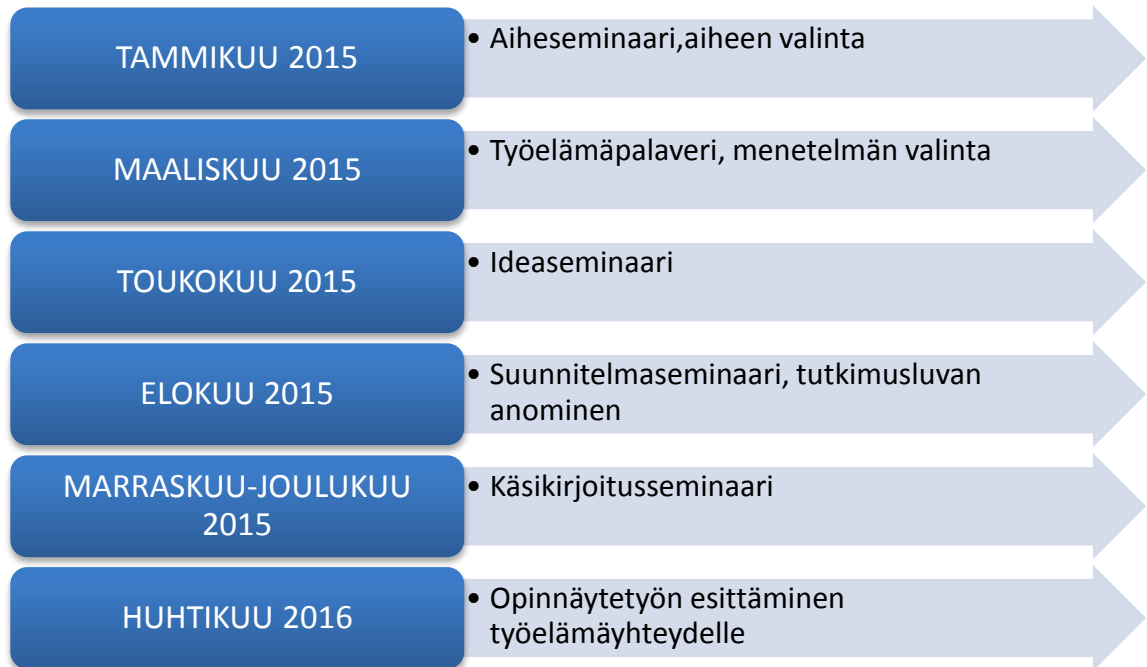 TAMMIKUU 2015
• Aiheseminaari,aiheen valinta
MAALISKUU 2015
• Työelämäpalaveri, menetelmän valinta
TOUKOKUU 2015
• Ideaseminaari
ELOKUU 2015
• Suunnitelmaseminaari, tutkimusluvan
anominen
MARRASKUU-JOULUKUU
2015
• Käsikirjoitusseminaari
HUHTIKUU 2016
• Opinnäytetyön esittäminen
työelämäyhteydelle